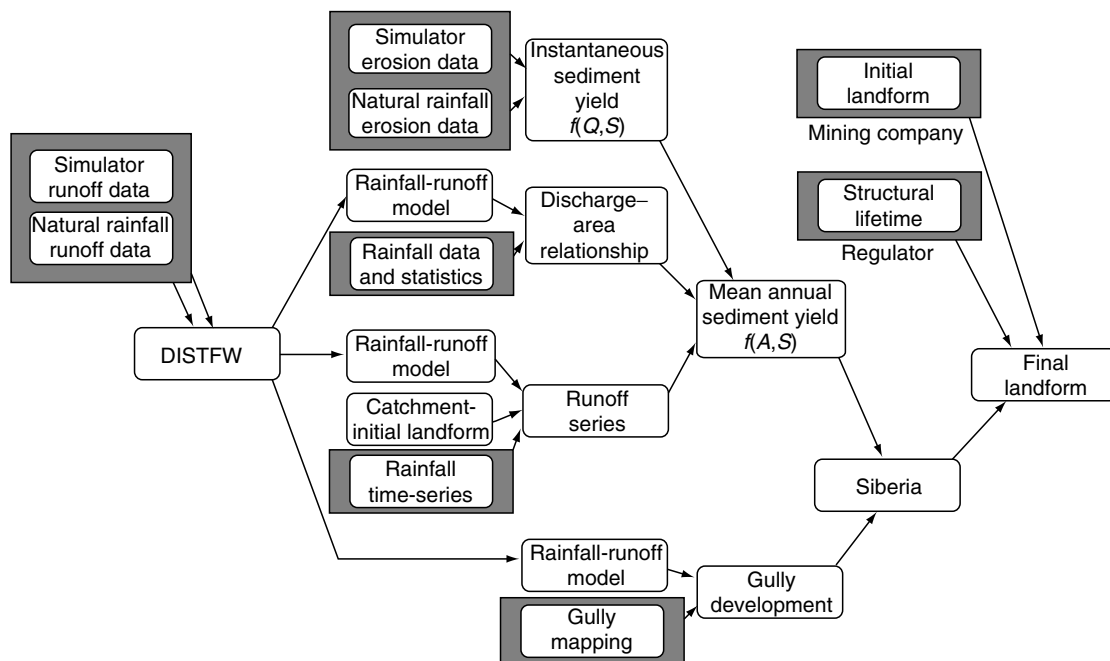 Simulator
erosion data
Natural rainfall
erosion data
Instantaneous
sediment
yield
f(Q,S)
Initial
landform
Mining company
Simulator
runoff data
Natural rainfall
runoff data
Rainfall-runoff
model
Rainfall data
and statistics
Discharge–
area
relationship
Structural
lifetime
Regulator
Mean annual
sediment yield
f(A,S)
DISTFW
Rainfall-runoff
model
Catchment-
initial landform
Rainfall
time-series
Runoff
series
Final
landform
Siberia
Rainfall-runoff
model
Gully
mapping
Gully
development